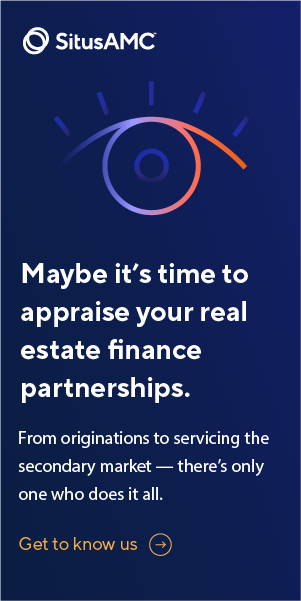 SitusAMC™
Maybe it’s time to
appraise your real
estate finance
partnerships.
From originations to servicing the
secondary market — there’s only
one who does it all.
Get to know us